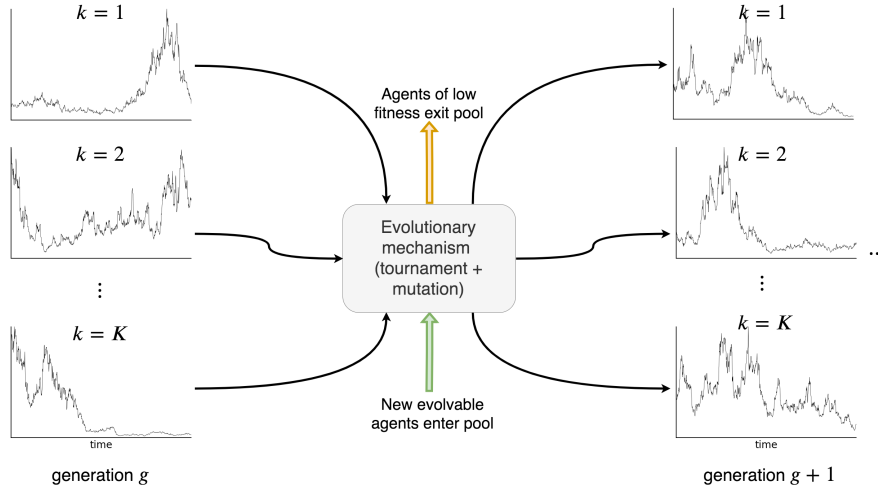 k = 1
k = 2
⋮
k = K
time
generation g
Agents of low
fitness exit pool
Evolutionary
mechanism
(tournament +
mutation)
New evolvable
agents enter pool
k = 1
k = 2
⋮
k = K
time
generation g + 1
..